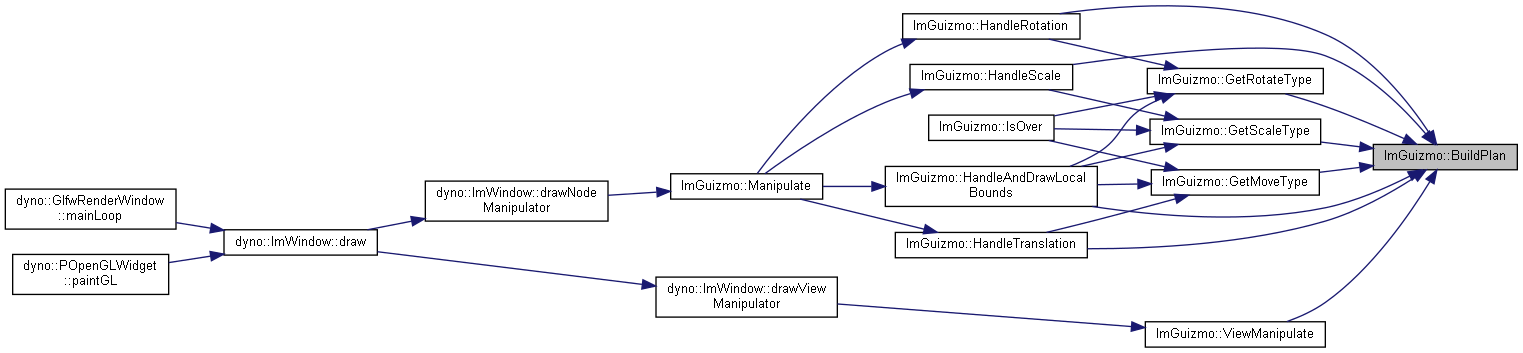 ImGuizmo::HandleRotation
ImGuizmo::HandleScale
ImGuizmo::GetRotateType
ImGuizmo::IsOver
ImGuizmo::GetScaleType
ImGuizmo::BuildPlan
ImGuizmo::HandleAndDrawLocal
Bounds
ImGuizmo::GetMoveType
ImGuizmo::Manipulate
dyno::ImWindow::drawNode
Manipulator
dyno::GlfwRenderWindow
::mainLoop
dyno::ImWindow::draw
ImGuizmo::HandleTranslation
dyno::POpenGLWidget
::paintGL
dyno::ImWindow::drawView
Manipulator
ImGuizmo::ViewManipulate